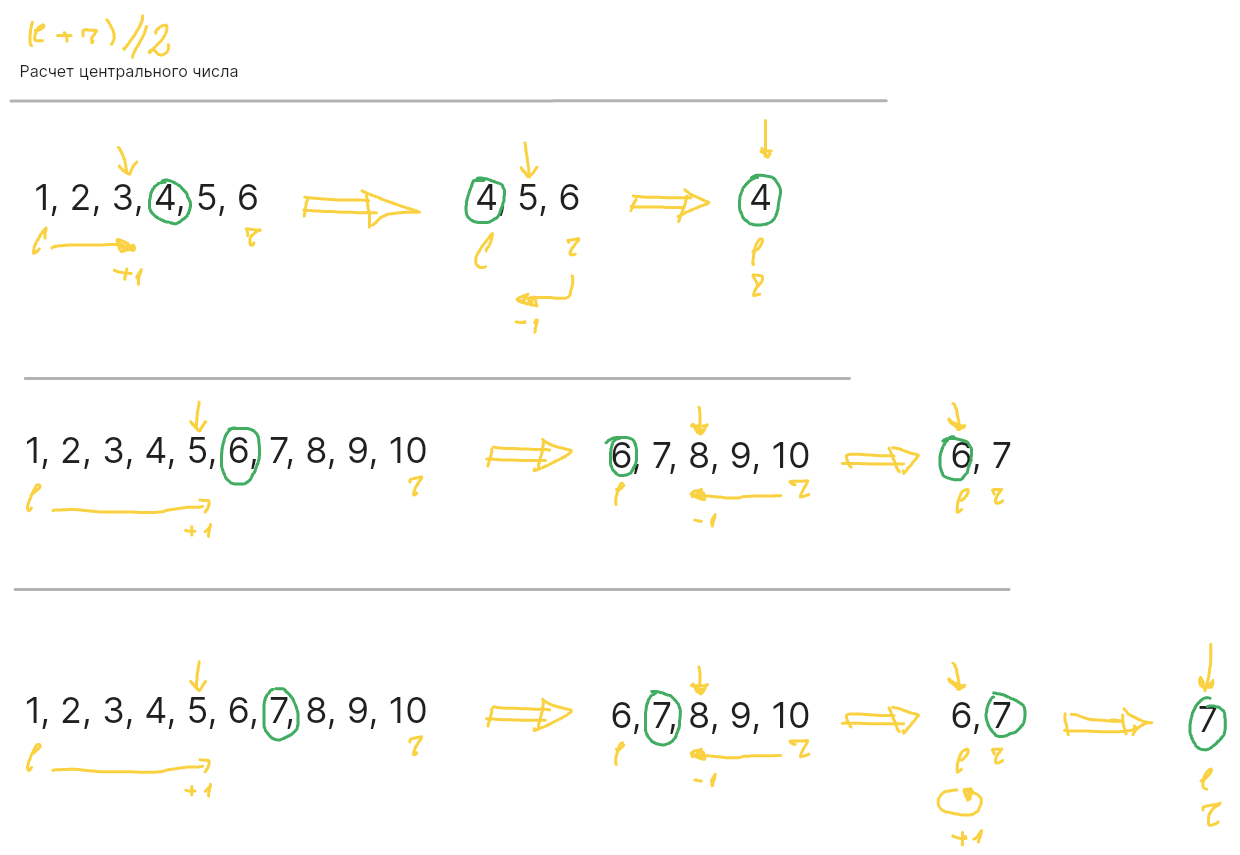 (l + r) // 2
Расчет центрального числа
1, 2, 3, 4, 5, 6 4, 5, 6 4
l r l r l
+1 r
-1
1, 2, 3, 4, 5, 6, 7, 8, 9, 10 6, 7, 8, 9, 10 6, 7
l r l r l r
+1 -1
1, 2, 3, 4, 5, 6, 7, 8, 9, 10 6, 7, 8, 9, 10 6, 7 7
l r l r l r l
+1 -1 r
+1